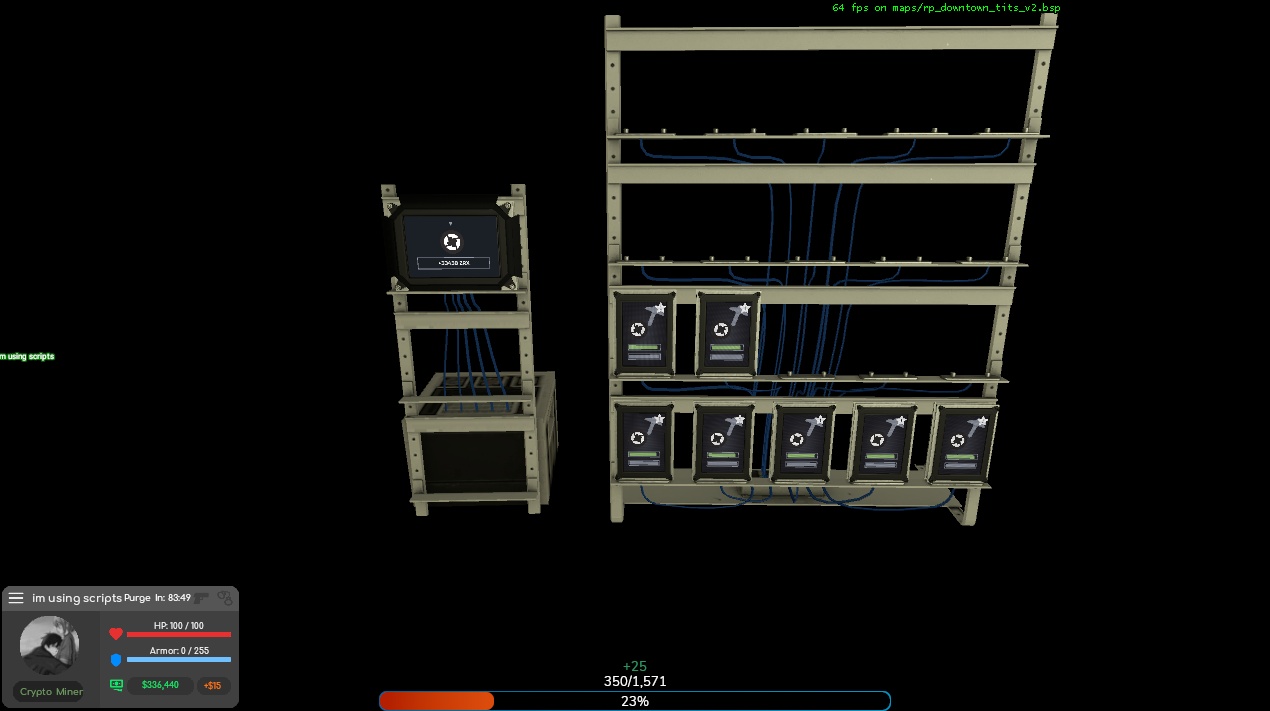 64 fps on maps/rp_downtown_tits_v2.bsp
m using scripts
im using scripts Purge In: 83:49
HP: 100 / 100
Armor: 0 / 255
$336,440 +$15
Crypto Miner
+25
350/1,571
23%